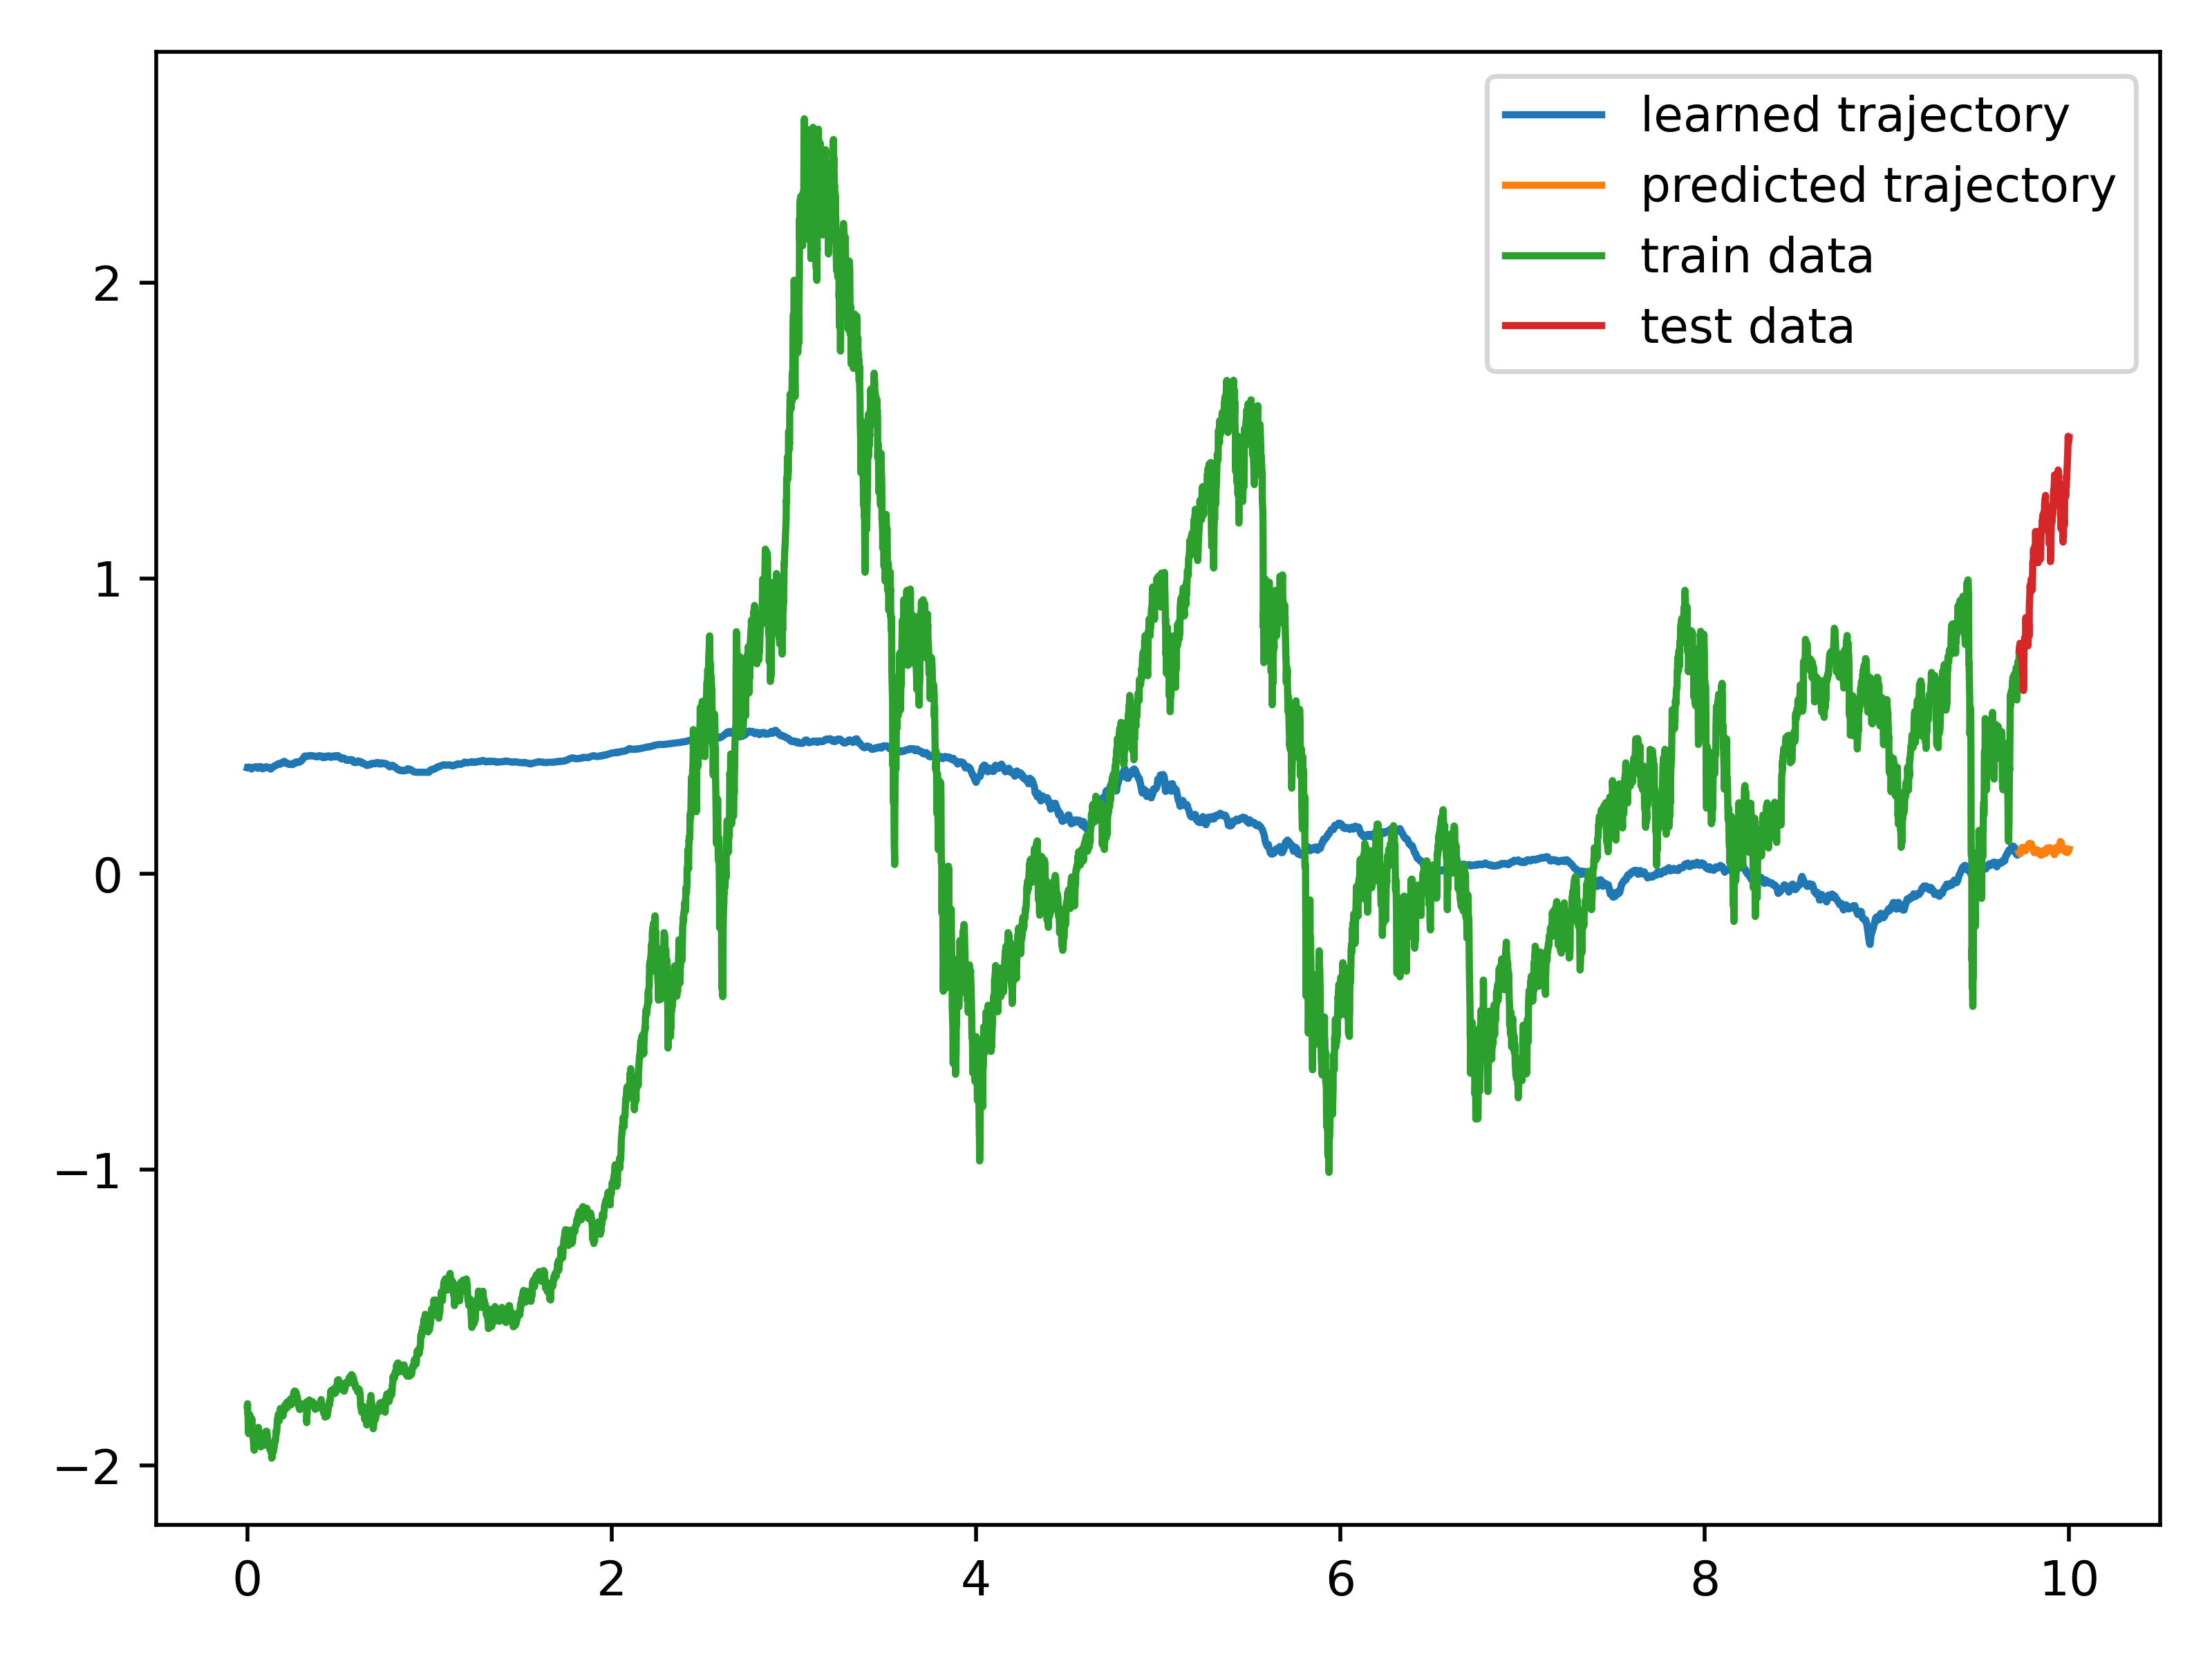 learned trajectory
predicted trajectory
train data
test data
2
1
0
−1
−2
0 2 4 6 8 10